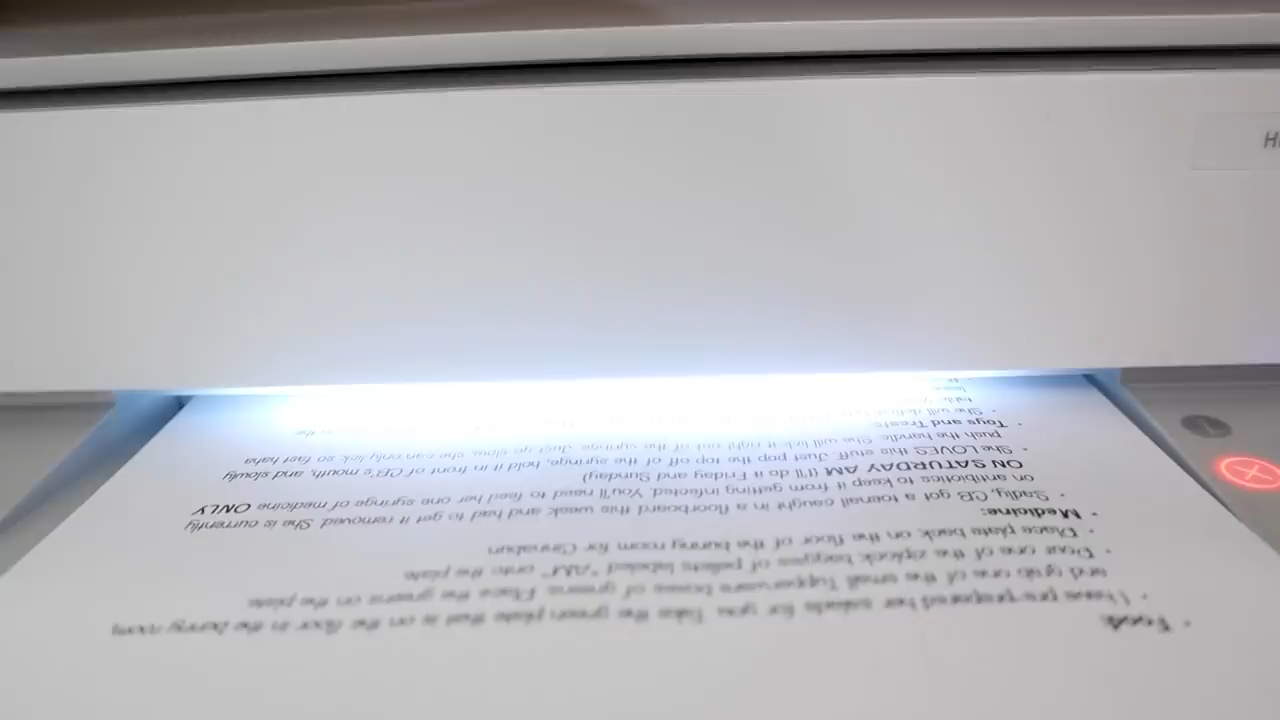 Food:
I have pre-prepared her salads for you. Take the green plate that is on the floor in the bunny room
and grab one of the small Tupperware boxes of greens. Place the greens on the plate
Pour one of the ziplock baggies of pellets labeled "AM" onto the plate
Place plate back on the floor of the bunny room for Cinnabun
Medicine:
Sadly, CB got a toenail caught in a floorboard this week and had to get it removed. She is currently
on antibiotics to keep it from getting infected. You'll need to feed her one syringe of medicine ONLY
ON SATURDAY AM (I'll do it Friday and Sunday)
She LOVES this stuff. Just pop the top off of the syringe, hold it in front of CB's mouth, and slowly
push the handle. She will lick it right out of the syringe. Just go slow, she can only lick so fast haha
Toys and Treats
She will
H